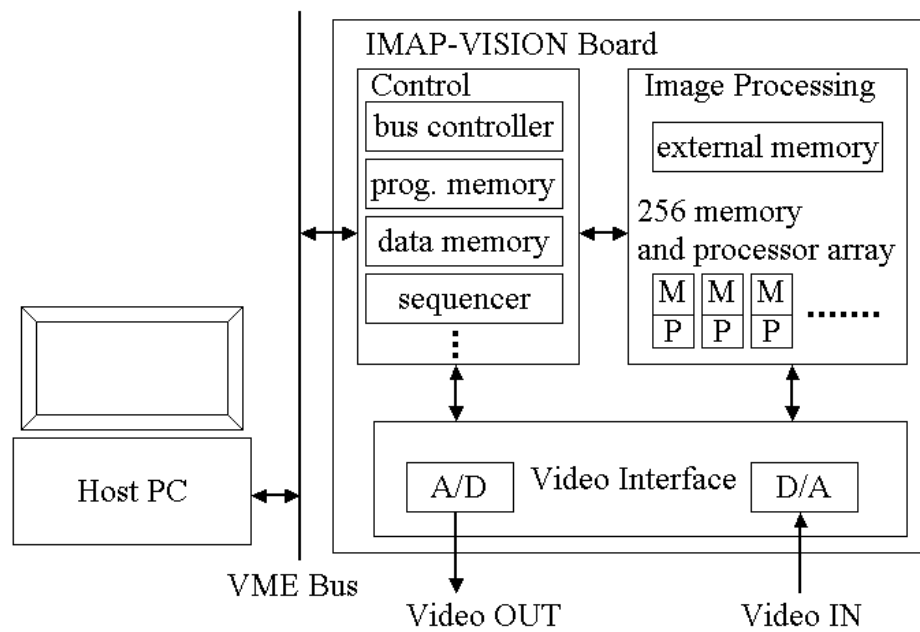 IMAP-VISION Board
Control
bus controller
prog. memory
data memory
sequencer
Image Processing
external memory
256 memory
and processor array
M M M
P P P
Host PC
VME Bus
A/D
Video Interface
D/A
Video OUT
Video IN